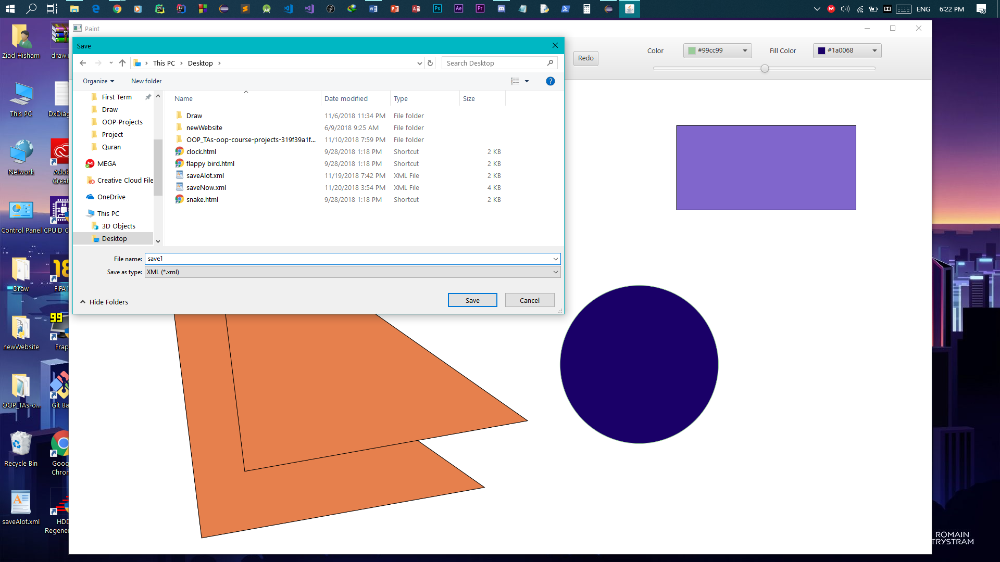 ENG 6:22 PM
Paint
Save
This PC Desktop
Search Desktop
Redo
Color #99cc99 Fill Color #1a0068
Organize New folder
Name Date modified Type Size
First Term
Draw
OOP-Projects
Project
Quran
MEGA
Creative Cloud File
OneDrive
This PC
3D Objects
Desktop
Draw 11/6/2018 11:34 PM File folder
newWebsite 6/9/2018 9:25 AM File folder
OOP_TAs-oop-course-projects-319f39a1f... 11/10/2018 7:59 PM File folder
clock.html 9/28/2018 1:18 PM Shortcut 2 KB
flappy bird.html 9/28/2018 1:18 PM Shortcut 2 KB
saveAlot.xml 11/19/2018 7:42 PM XML File 2 KB
saveNow.xml 11/20/2018 3:54 PM XML File 4 KB
snake.html 9/28/2018 1:18 PM Shortcut 2 KB
File name: save1
Save as type: XML (*.xml)
Hide Folders Save Cancel
Ziad Hisham draw.
This PC DxDiag
Network Adob
Creat
Control Panel CPUID C
Draw FIFA1
newWebsite Frap
OOP_TAs-o... Git Ba
Recycle Bin Goog
Chron
saveAlot.xml HDD
Regener
99
18
ROMAIN
TRYSTRAM